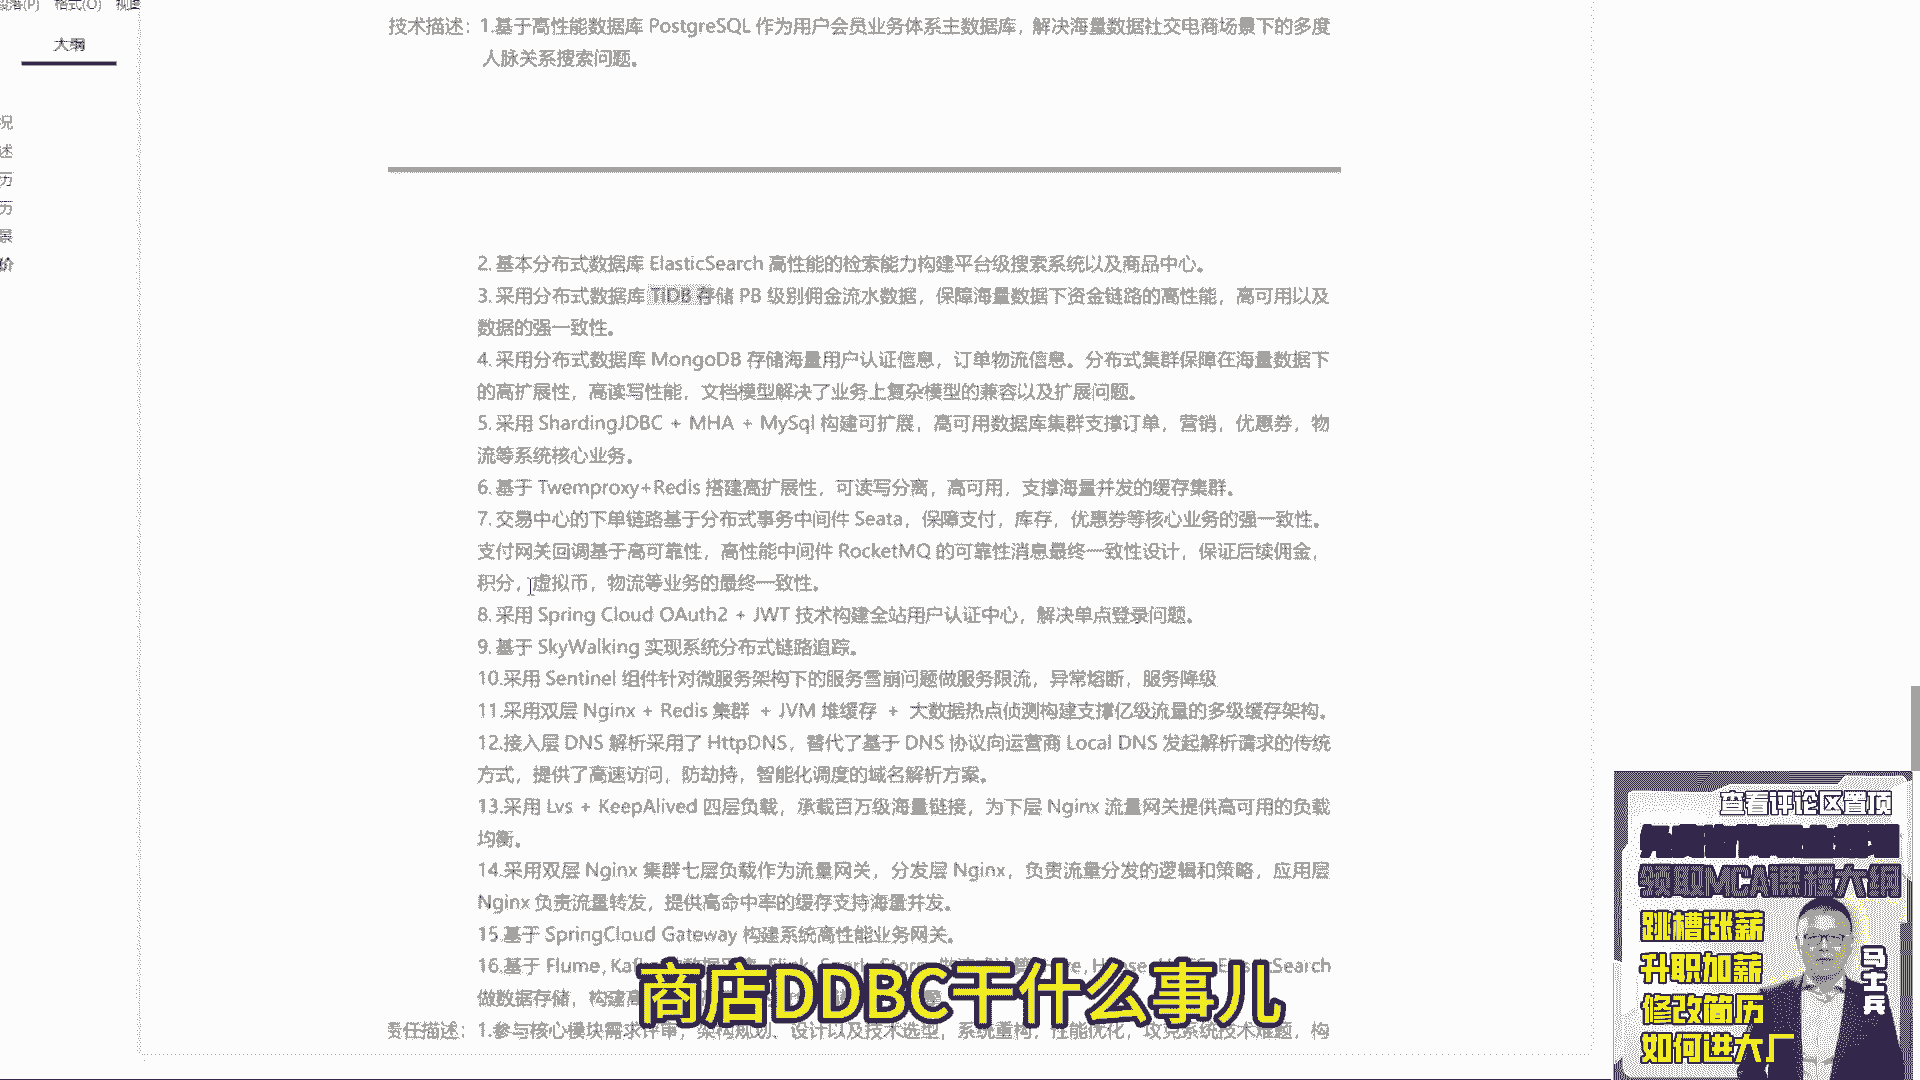 段落(P) 格式(O) 视图
大纲
况
述
历
历
景
价
技术描述：1.基于高性能数据库 PostgreSQL 作为用户会员业务体系主数据库，解决海量数据社交电商场景下的多度
人脉关系搜索问题。
2. 基本分布式数据库 ElasticSearch 高性能的检索能力构建平台级搜索系统以及商品中心。
3. 采用分布式数据库 TIDB 存储 PB 级别佣金流水数据，保障海量数据下资金链路的高性能，高可用以及
数据的强一致性。
4. 采用分布式数据库 MongoDB 存储海量用户认证信息，订单物流信息。分布式集群保障在海量数据下
的高扩展性，高读写性能，文档模型解决了业务上复杂模型的兼容以及扩展问题。
5. 采用 ShardingJDBC + MHA + MySql 构建可扩展，高可用数据库集群支撑订单，营销，优惠券，物
流等系统核心业务。
6. 基于 Twemproxy+Redis 搭建高扩展性，可读写分离，高可用，支撑海量并发的缓存集群。
7. 交易中心的下单链路基于分布式事务中间件 Seata，保障支付，库存，优惠券等核心业务的强一致性。
支付网关回调基于高可靠性，高性能中间件 RocketMQ 的可靠性消息最终一致性设计，保证后续佣金，
积分，虚拟币，物流等业务的最终一致性。
8. 采用 Spring Cloud OAuth2 + JWT 技术构建全站用户认证中心，解决单点登录问题。
9. 基于 SkyWalking 实现系统分布式链路追踪。
10.采用 Sentinel 组件针对微服务架构下的服务雪崩问题做服务限流，异常熔断，服务降级
11.采用双层 Nginx + Redis 集群 + JVM 堆缓存 + 大数据热点侦测构建支撑亿级流量的多级缓存架构。
12.接入层 DNS 解析采用了 HttpDNS，替代了基于 DNS 协议向运营商 Local DNS 发起解析请求的传统
方式，提供了高速访问，防劫持，智能化调度的域名解析方案。
13.采用 Lvs + KeepAlived 四层负载，承载百万级海量链接，为下层 Nginx 流量网关提供高可用的负载
均衡。
14.采用双层 Nginx 集群七层负载作为流量网关，分发层 Nginx，负责流量分发的逻辑和策略，应用层
Nginx 负责流量转发，提供高命中率的缓存支持海量并发。
15.基于 SpringCloud Gateway 构建系统高性能业务网关。
16.基于 Flume, Search
做数据存储，构建
责任描述：1.参与核心模块需求评审，架构规划、设计以及技术选型，系统重构，性能优化，攻克系统技术难题，构
商店DDBC干什么事儿
查看评论区置顶
领取MCA课程大纲
跳槽涨薪
升职加薪
修改简历
如何进大厂
马士兵